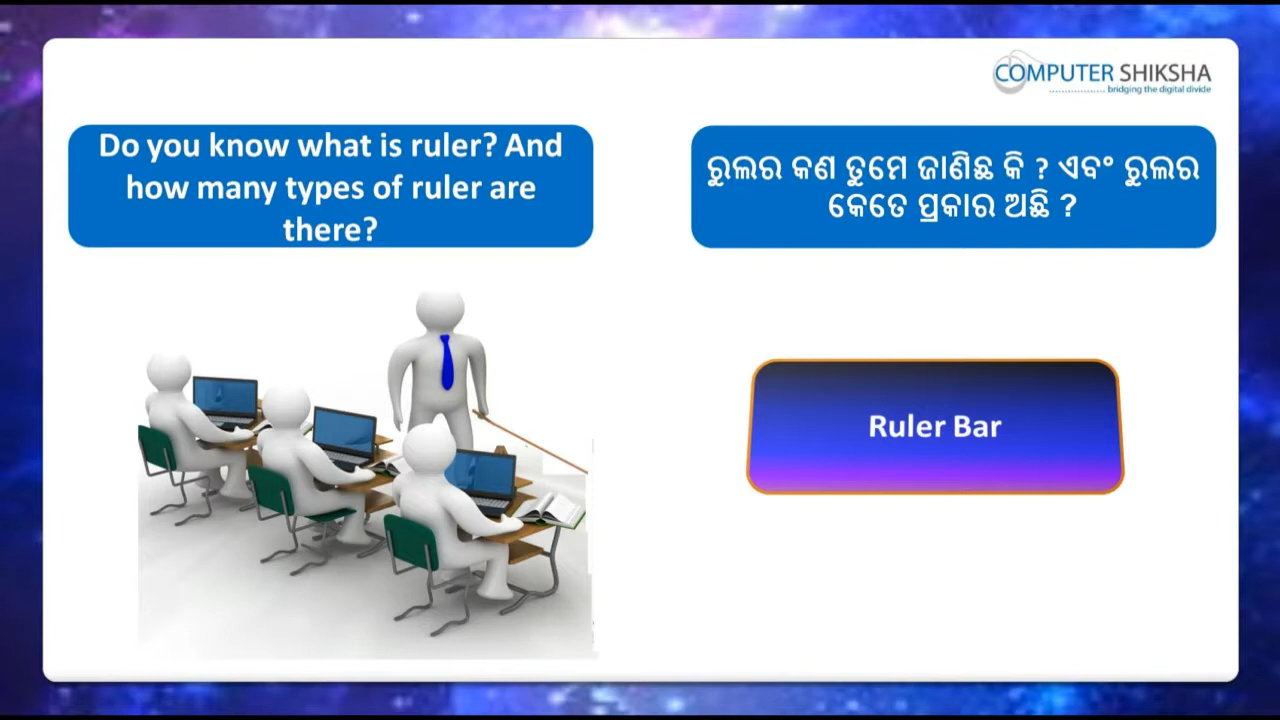 COMPUTER SHIKSHA
bridging the digital divide
Do you know what is ruler? And
how many types of ruler are
there?
ରୁଲର କଣ ତୁମେ ଜାଣିଛ କି ? ଏବଂ ରୁଲର
କେତେ ପ୍ରକାର ଅଛି ?
Ruler Bar